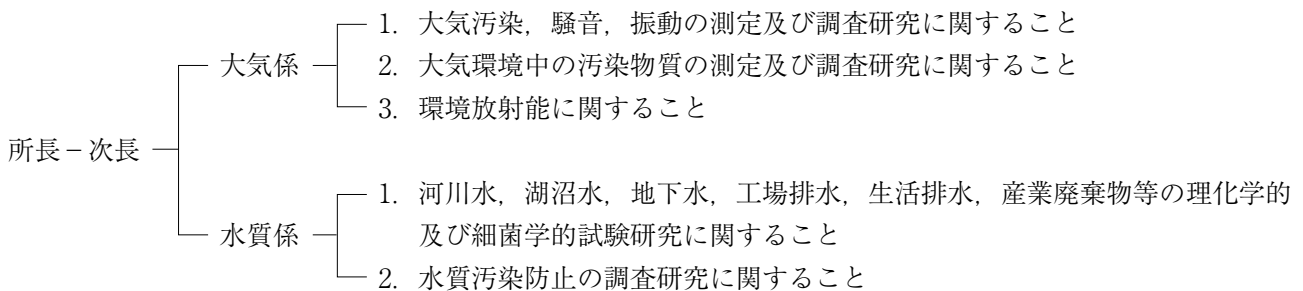 1. 大気汚染，騒音，振動の測定及び調査研究に関すること
大気係
2. 大気環境中の汚染物質の測定及び調査研究に関すること
3. 環境放射能に関すること
所長－次長
1. 河川水，湖沼水，地下水，工場排水，生活排水，産業廃棄物等の理化学的
水質係
及び細菌学的試験研究に関すること
2. 水質汚染防止の調査研究に関すること